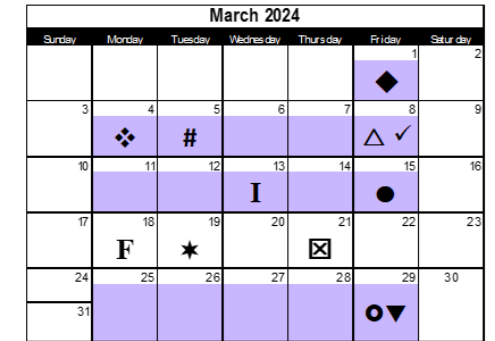 March 2024
Sunday Monday Tuesday Wednesday Thursday Friday Saturday
1 2
◆
3 4 5 6 7 8 9
❖ # △ ✓
10 11 12 13 14 15 16
I ●
17 18 19 20 21 22 23
F ✶ ☒
24 25 26 27 28 29 30
31
⭘▼